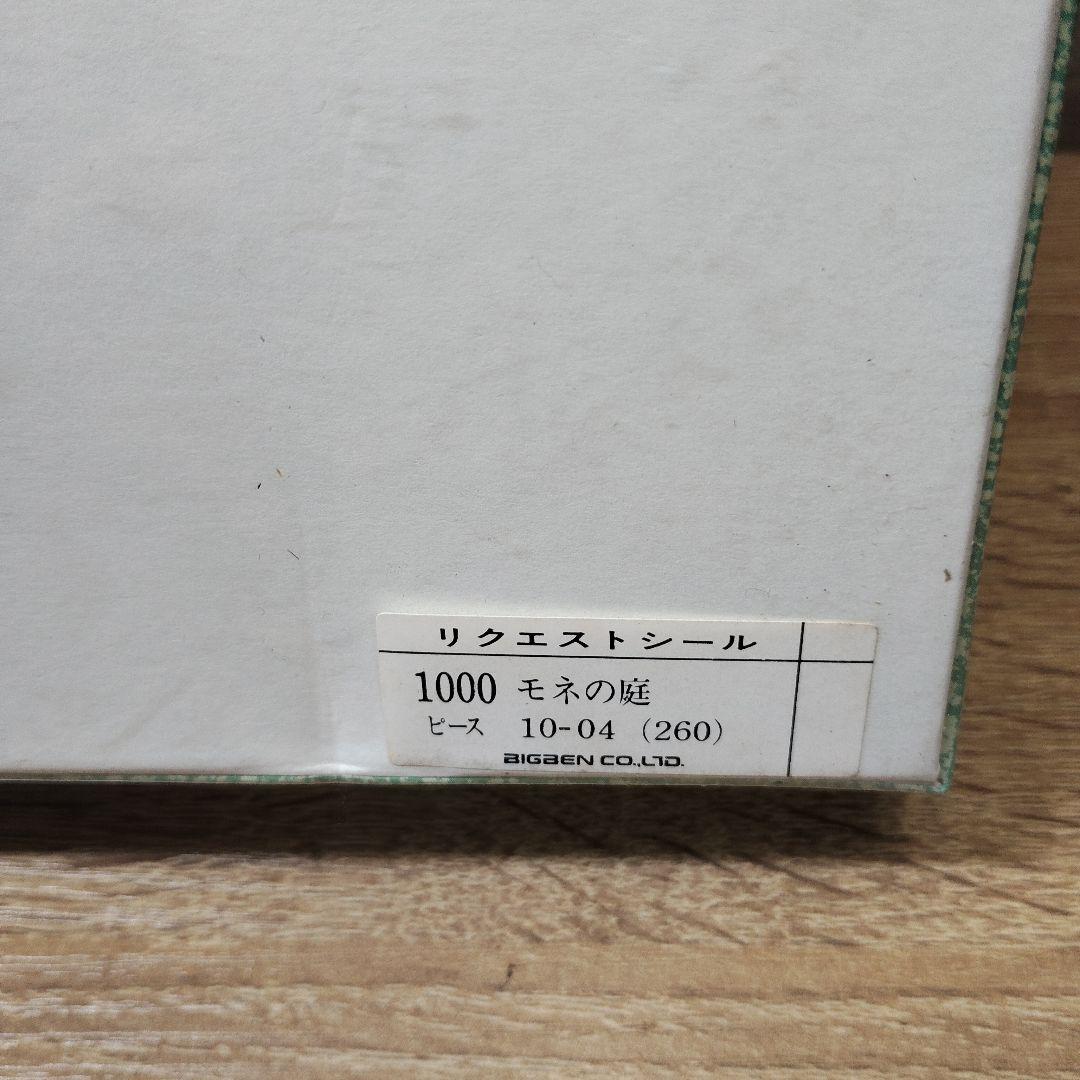 リクエストシール
1000 モネの庭
ピース 10-04 (260)
BIGBEN CO.,LTD.